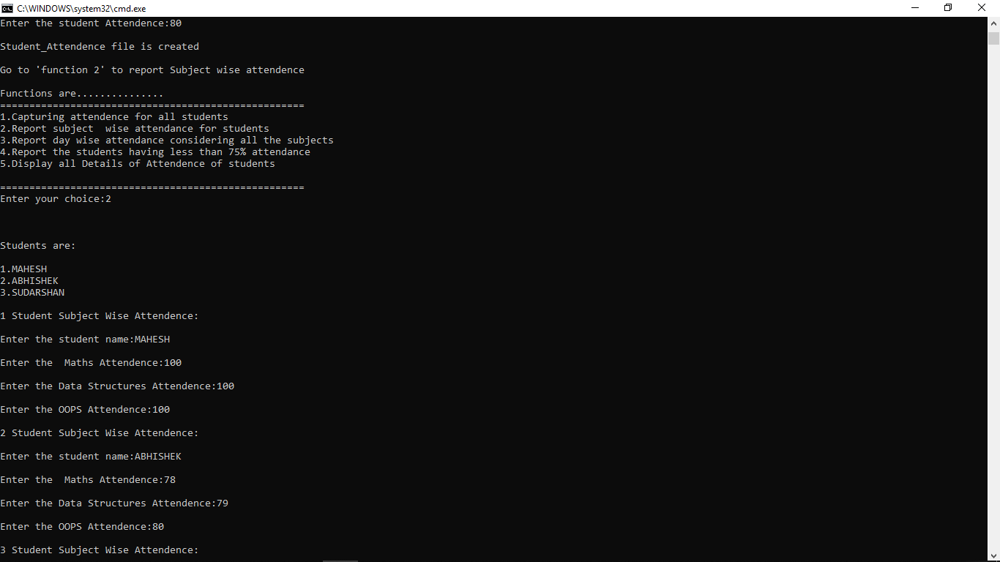 C:\WINDOWS\system32\cmd.exe
Enter the student Attendence:80
Student_Attendence file is created
Go to 'function 2' to report Subject wise attendence
Functions are...............
====================================================
1.Capturing attendence for all students
2.Report subject  wise attendance for students
3.Report day wise attendance considering all the subjects
4.Report the students having less than 75% attendance
5.Display all Details of Attendence of students
====================================================
Enter your choice:2
Students are:
1.MAHESH
2.ABHISHEK
3.SUDARSHAN
1 Student Subject Wise Attendence:
Enter the student name:MAHESH
Enter the  Maths Attendence:100
Enter the Data Structures Attendence:100
Enter the OOPS Attendence:100
2 Student Subject Wise Attendence:
Enter the student name:ABHISHEK
Enter the  Maths Attendence:78
Enter the Data Structures Attendence:79
Enter the OOPS Attendence:80
3 Student Subject Wise Attendence: